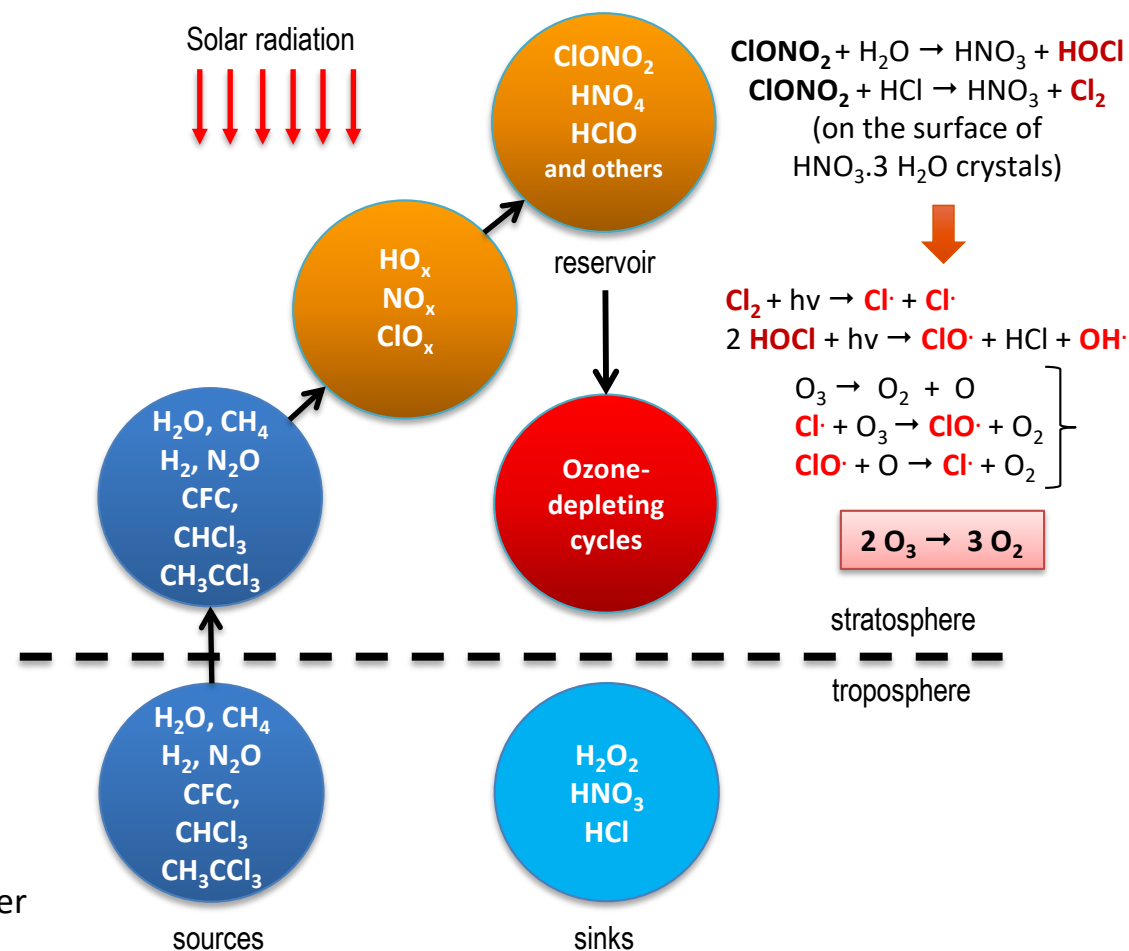 Solar radiation
ClONO₂
HNO₄
HClO
and others
reservoir
HOₓ
NOₓ
ClOₓ
H₂O, CH₄
H₂, N₂O
CFC,
CHCl₃
CH₃CCl₃
Ozone-
depleting
cycles
ClONO₂ + H₂O → HNO₃ + HOCl
ClONO₂ + HCl → HNO₃ + Cl₂
(on the surface of
HNO₃.3 H₂O crystals)
Cl₂ + hv → Cl· + Cl·
2 HOCl + hv → ClO· + HCl + OH·
O₃ → O₂ + O
Cl· + O₃ → ClO· + O₂
ClO· + O → Cl· + O₂
2 O₃ → 3 O₂
stratosphere
troposphere
H₂O, CH₄
H₂, N₂O
CFC,
CHCl₃
CH₃CCl₃
H₂O₂
HNO₃
HCl
er
sources
sinks